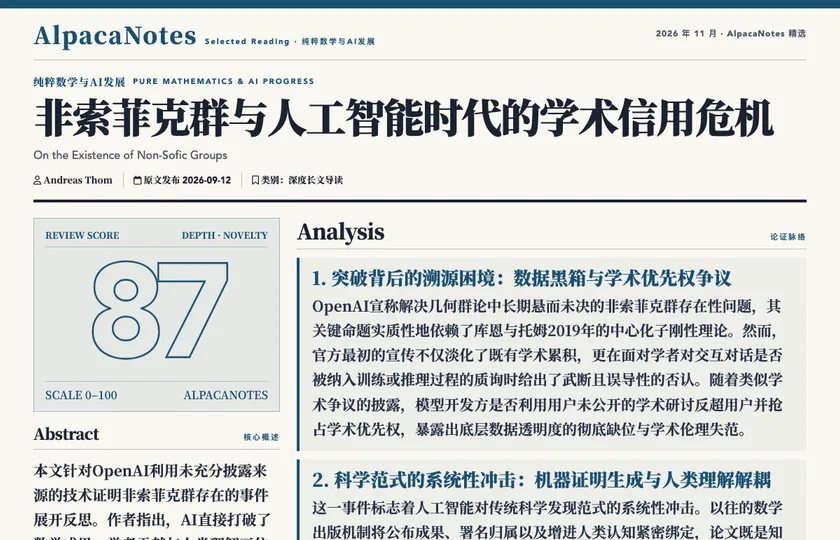 AlpacaNotes Selected Reading · 纯粹数学与AI发展
2026 年 11 月 · AlpacaNotes 精选
纯粹数学与AI发展 PURE MATHEMATICS & AI PROGRESS
非索菲克群与人工智能时代的学术信用危机
On the Existence of Non-Sofic Groups
Andreas Thom 原文发布 2026-09-12 类别：深度长文导读
REVIEW SCORE DEPTH · NOVELTY
87
SCALE 0–100 ALPACANOTES
Abstract 核心概述
本文针对OpenAI利用未充分披露来
源的技术证明非索菲克群存在的事件
展开反思。作者指出，AI直接打破了
Analysis 论证脉络
1. 突破背后的溯源困境：数据黑箱与学术优先权争议
OpenAI宣称解决几何群论中长期悬而未决的非索菲克群存在性问题，其
关键命题实质性地依赖了库恩与托姆2019年的中心化子刚性理论。然而，
官方最初的宣传不仅淡化了既有学术累积，更在面对学者对交互对话是否
被纳入训练或推理过程的质询时给出了武断且误导性的否认。随着类似学
术争议的披露，模型开发方是否利用用户未公开的学术研讨反超用户并抢
占学术优先权，暴露出底层数据透明度的彻底缺位与学术伦理失范。
2. 科学范式的系统性冲击：机器证明生成与人类理解解耦
这一事件标志着人工智能对传统科学发现范式的系统性冲击。以往的数学
出版机制将公布成果、署名归属以及增进人类认知紧密绑定，论文既是知